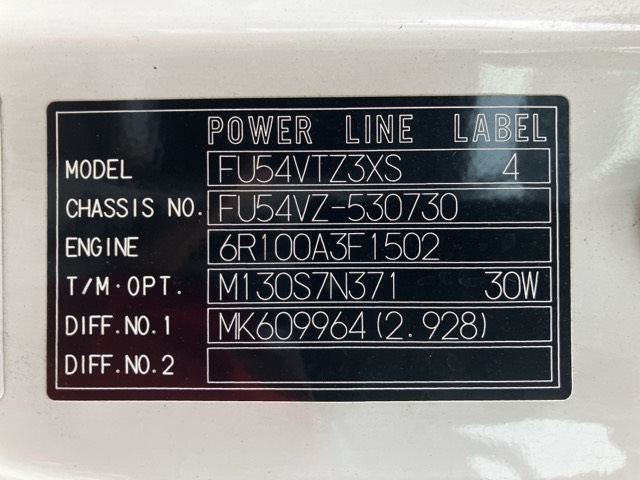 POWER LINE LABEL
MODEL FU54VTZ3XS 4
CHASSIS NO. FU54VZ-530730
ENGINE 6R100A3F1502
T/M·OPT. M130S7N371 30W
DIFF.NO.1 MK609964(2.928)
DIFF.NO.2